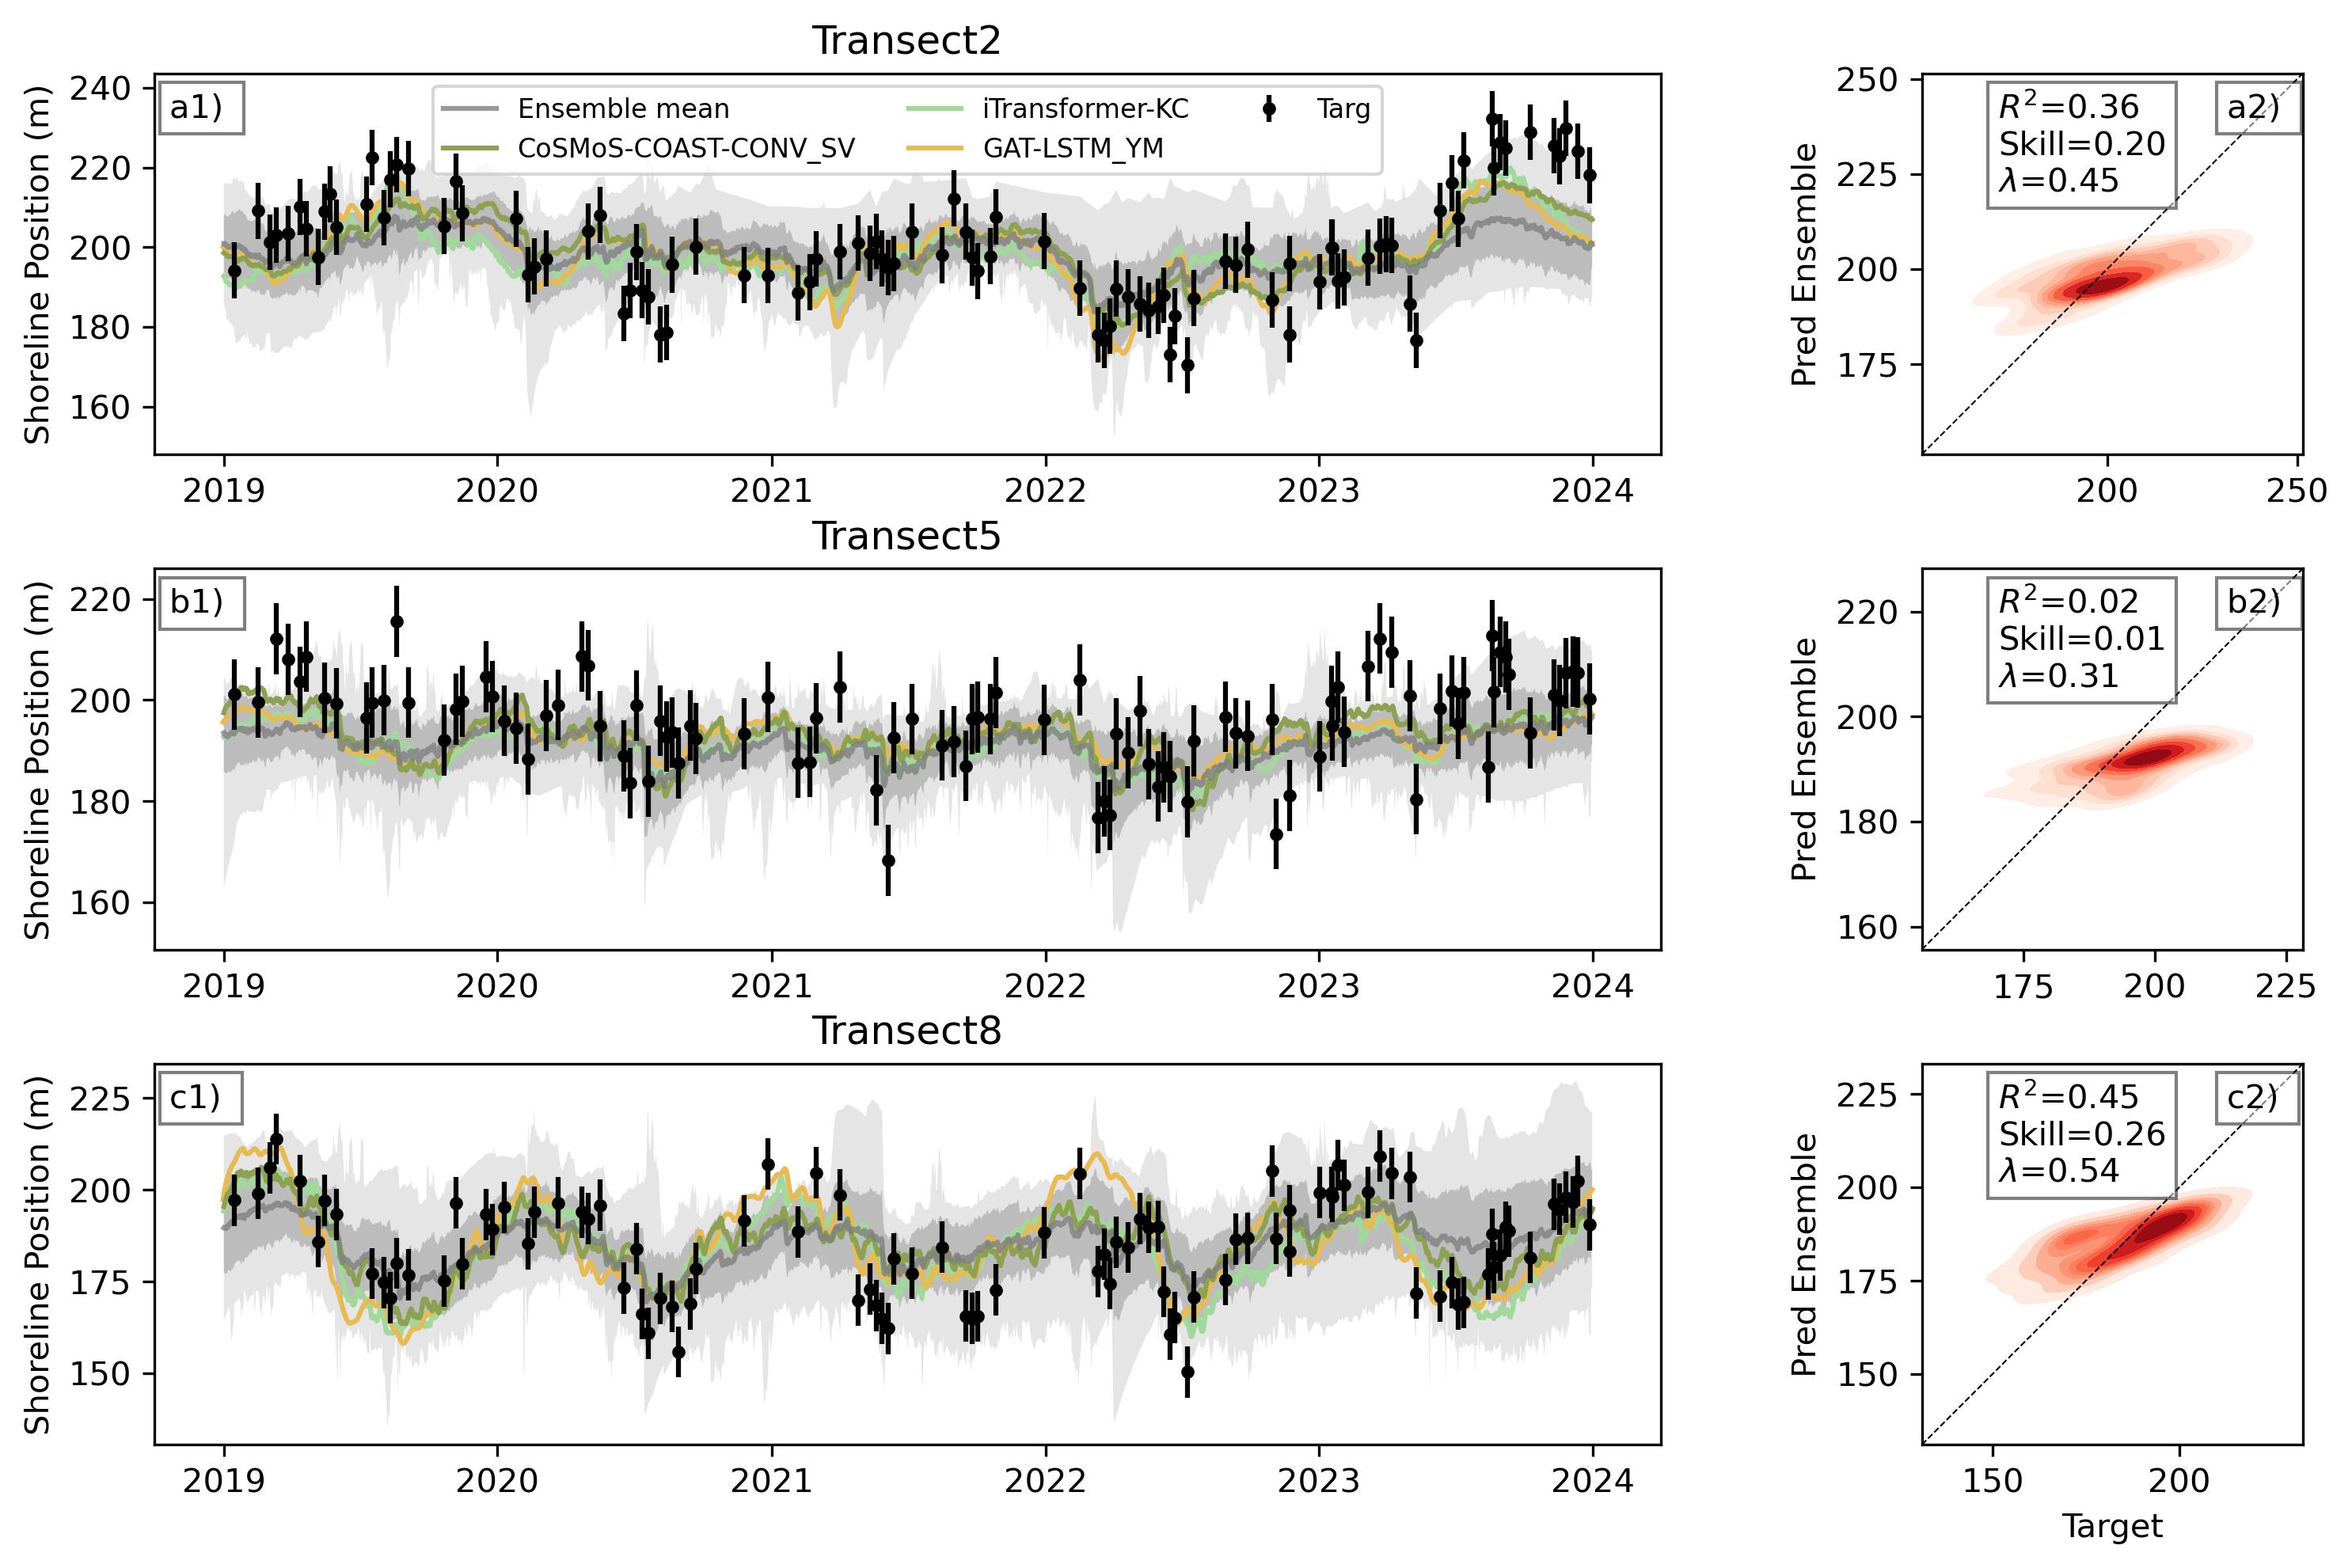 Transect2
a1)
Ensemble mean
CoSMoS-COAST-CONV_SV
iTransformer-KC
GAT-LSTM_YM
Targ
Shoreline Position (m)
240
220
200
180
160
2019 2020 2021 2022 2023 2024
R²=0.36
Skill=0.20
λ=0.45
a2)
Pred Ensemble
250
225
200
175
200 250
Transect5
b1)
Shoreline Position (m)
220
200
180
160
2019 2020 2021 2022 2023 2024
R²=0.02
Skill=0.01
λ=0.31
b2)
Pred Ensemble
220
200
180
160
175 200 225
Transect8
c1)
Shoreline Position (m)
225
200
175
150
2019 2020 2021 2022 2023 2024
R²=0.45
Skill=0.26
λ=0.54
c2)
Pred Ensemble
225
200
175
150
150 200
Target